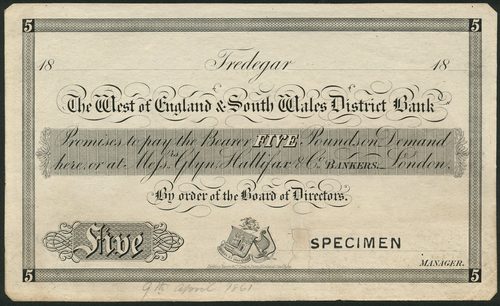 5 5
18 Tredegar 18
The West of England & South Wales District Bank
Promises to pay the Bearer FIVE Pounds on Demand
here, or at Mess.rs Glyn, Hallifax & Co. BANKERS, London.
By order of the Board of Directors.
Five
SPECIMEN
MANAGER.
5 5
9th April 1861